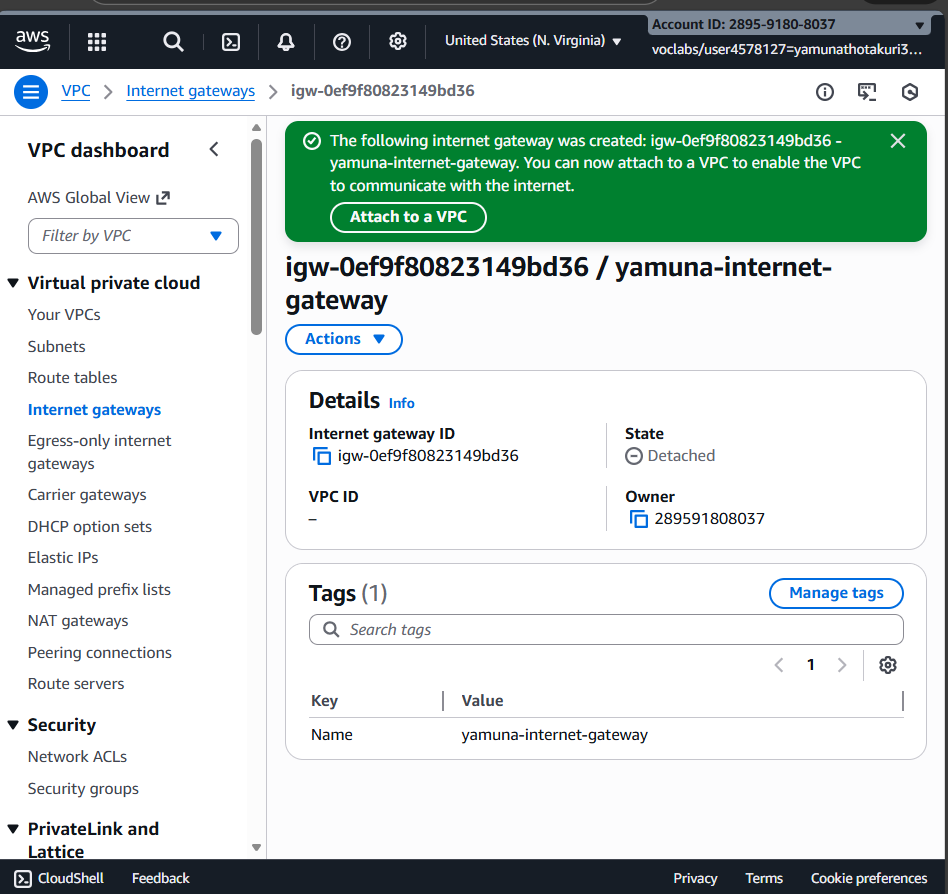 aws
United States (N. Virginia)
Account ID: 2895-9180-8037
voclabs/user4578127=yamunathotakuri3...
VPC
Internet gateways
igw-0ef9f80823149bd36
VPC dashboard
AWS Global View
Filter by VPC
Virtual private cloud
Your VPCs
Subnets
Route tables
Internet gateways
Egress-only internet
gateways
Carrier gateways
DHCP option sets
Elastic IPs
Managed prefix lists
NAT gateways
Peering connections
Route servers
Security
Network ACLs
Security groups
PrivateLink and
Lattice
The following internet gateway was created: igw-0ef9f80823149bd36 -
yamuna-internet-gateway. You can now attach to a VPC to enable the VPC
to communicate with the internet.
Attach to a VPC
igw-0ef9f80823149bd36 / yamuna-internet-
gateway
Actions
Details Info
Internet gateway ID
igw-0ef9f80823149bd36
State
Detached
VPC ID
–
Owner
289591808037
Tags (1)
Manage tags
Search tags
1
Key
Value
Name
yamuna-internet-gateway
CloudShell
Feedback
Privacy
Terms
Cookie preferences